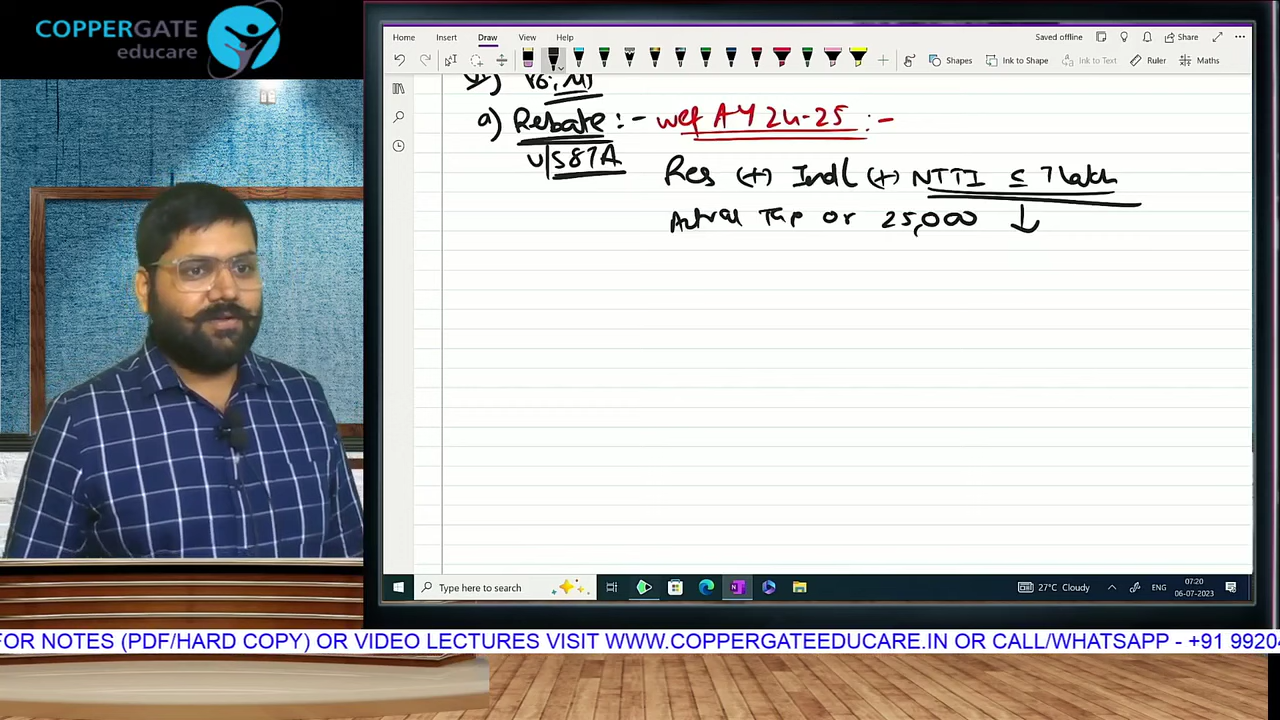 COPPERGATE
educare
Home Insert Draw View Help
Saved offline
Share
Shapes
Ink to Shape
Ink to Text
Ruler
Maths
a) Rebate :- wef AY 24-25 :-
u/s 87A
Res (+) Indl (+) NTTI ≤ 7 lakh
Actual Tax or 25,000 ↓
Type here to search
27°C Cloudy
ENG
07:20
06-07-2023
FOR NOTES (PDF/HARD COPY) OR VIDEO LECTURES VISIT WWW.COPPERGATEEDUCARE.IN OR CALL/WHATSAPP - +91 9920